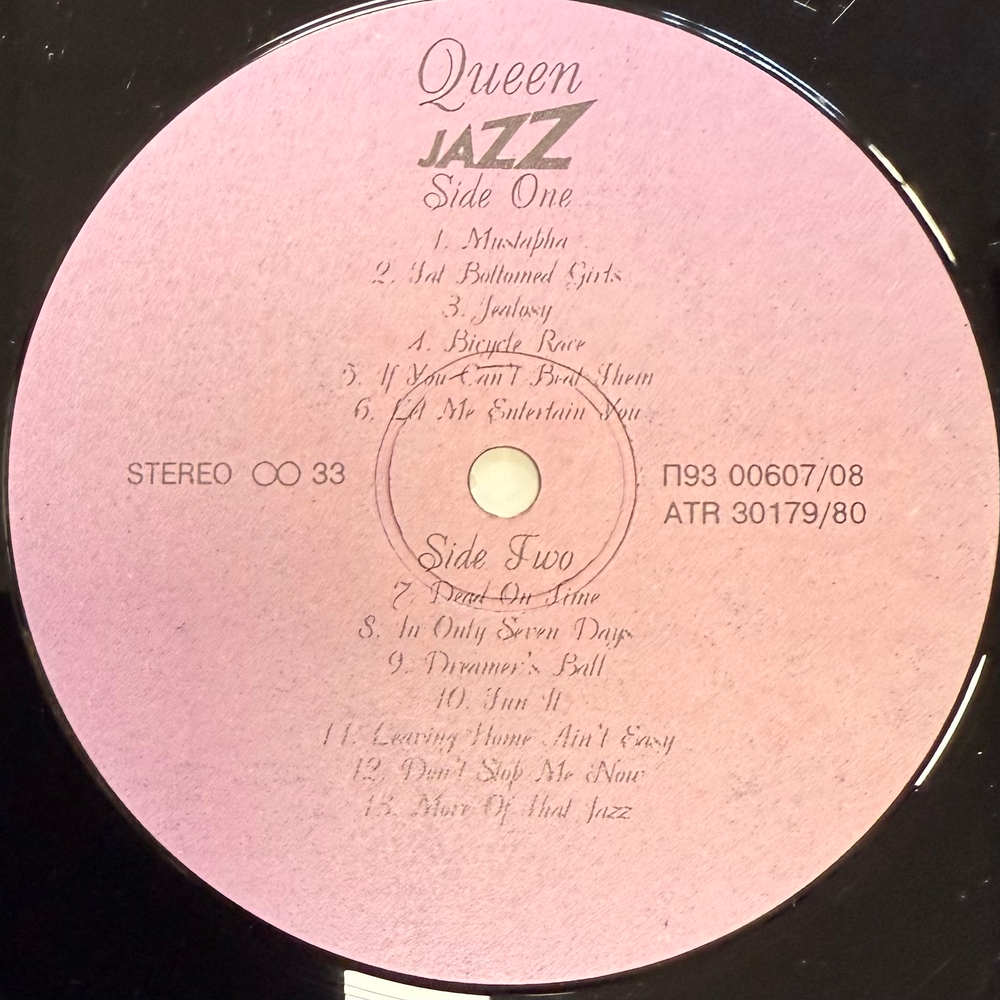 Queen
JAZZ
Side One
1. Mustapha
2. Fat Bottomed Girls
3. Jealosy
4. Bicycle Race
5. If You Can't Beat Them
6. Let Me Entertain You
STEREO ꝏ 33
П93 00607/08
ATR 30179/80
Side Two
7. Dead On Time
8. In Only Seven Days
9. Dreamer's Ball
10. Fun It
11. Leaving Home Ain't Easy
12. Don't Stop Me Now
13. More Of That Jazz